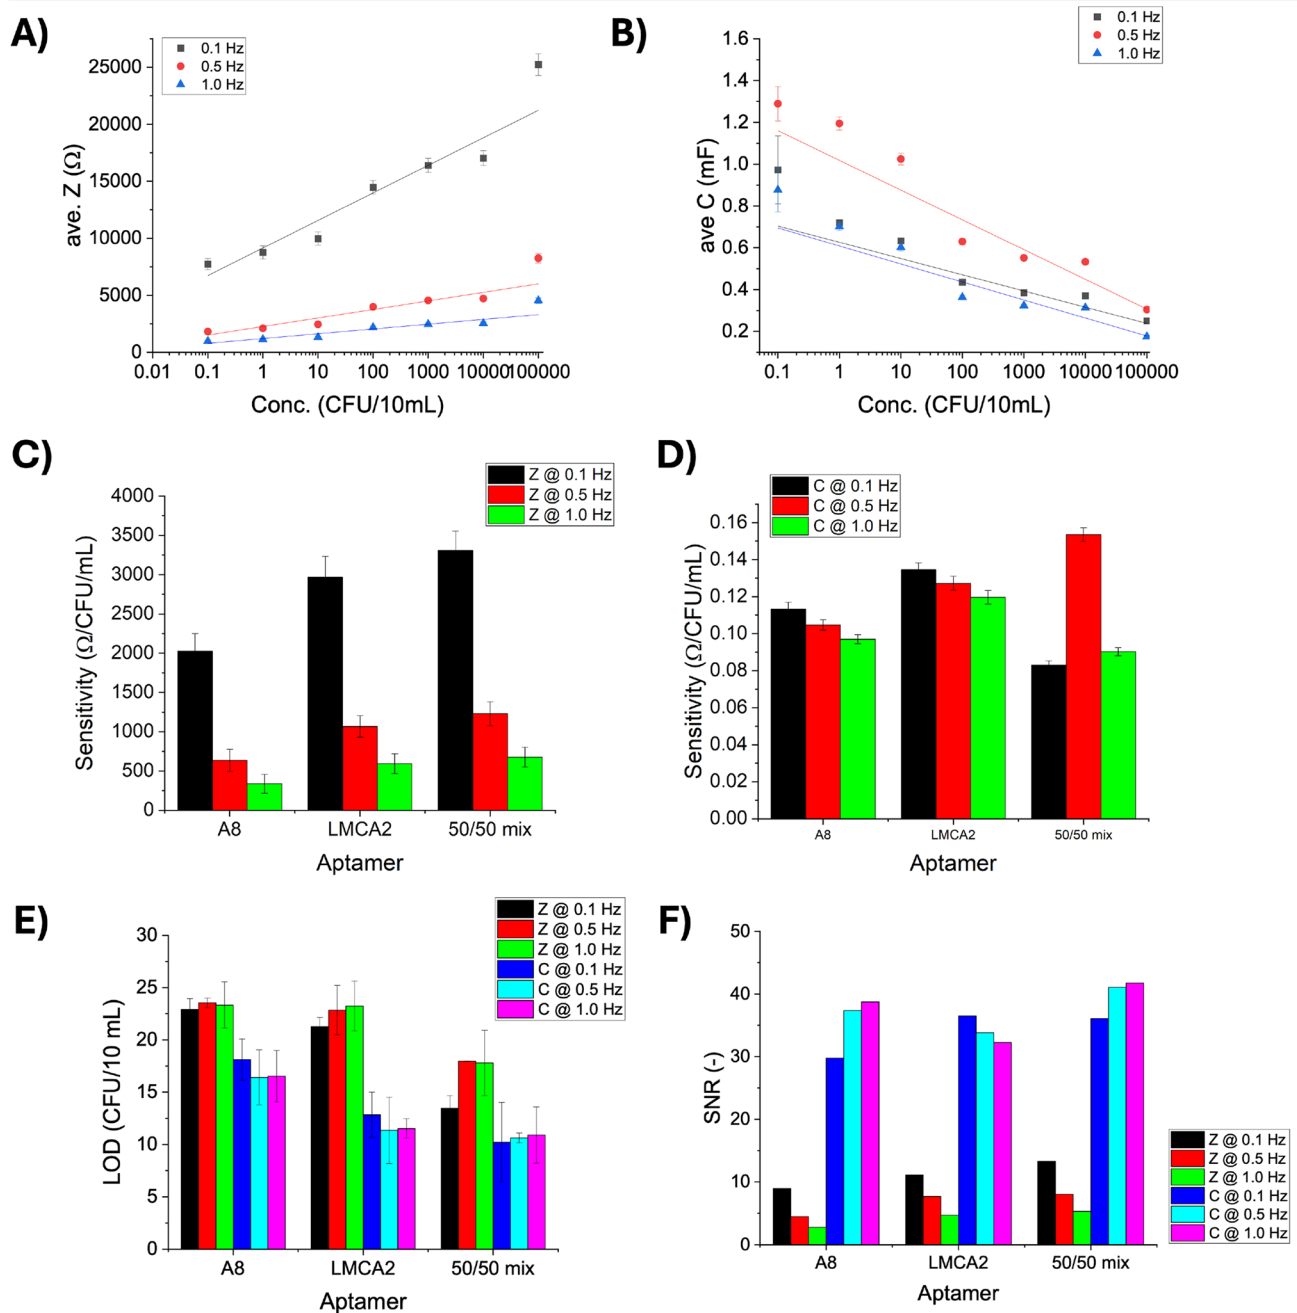 A)
0.1 Hz
0.5 Hz
1.0 Hz
25000
20000
15000
10000
5000
0
ave. Z (Ω)
0.01 0.1 1 10 100 1000 10000 100000
Conc. (CFU/10mL)
B)
0.1 Hz
0.5 Hz
1.0 Hz
1.6
1.4
1.2
1.0
0.8
0.6
0.4
0.2
ave C (mF)
0.1 1 10 100 1000 10000 100000
Conc. (CFU/10mL)
C)
Z @ 0.1 Hz
Z @ 0.5 Hz
Z @ 1.0 Hz
4000
3500
3000
2500
2000
1500
1000
500
0
Sensitivity (Ω/CFU/mL)
A8 LMCA2 50/50 mix
Aptamer
D)
C @ 0.1 Hz
C @ 0.5 Hz
C @ 1.0 Hz
0.16
0.14
0.12
0.10
0.08
0.06
0.04
0.02
0.00
Sensitivity (Ω/CFU/mL)
A8 LMCA2 50/50 mix
Aptamer
E)
Z @ 0.1 Hz
Z @ 0.5 Hz
Z @ 1.0 Hz
C @ 0.1 Hz
C @ 0.5 Hz
C @ 1.0 Hz
30
25
20
15
10
5
0
LOD (CFU/10 mL)
A8 LMCA2 50/50 mix
Aptamer
F)
50
40
30
20
10
0
SNR (-)
Z @ 0.1 Hz
Z @ 0.5 Hz
Z @ 1.0 Hz
C @ 0.1 Hz
C @ 0.5 Hz
C @ 1.0 Hz
A8 LMCA2 50/50 mix
Aptamer